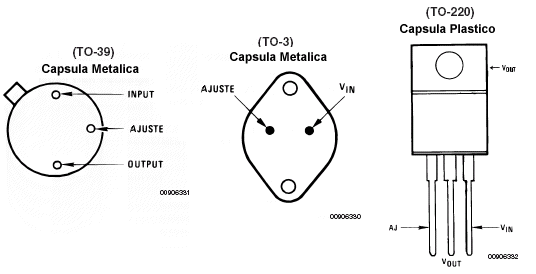 (TO-39)
Capsula Metalica
INPUT
AJUSTE
OUTPUT
00906331
(TO-3)
Capsula Metalica
AJUSTE
VIN
00906330
(TO-220)
Capsula Plastico
VOUT
AJ
VIN
VOUT
00906332